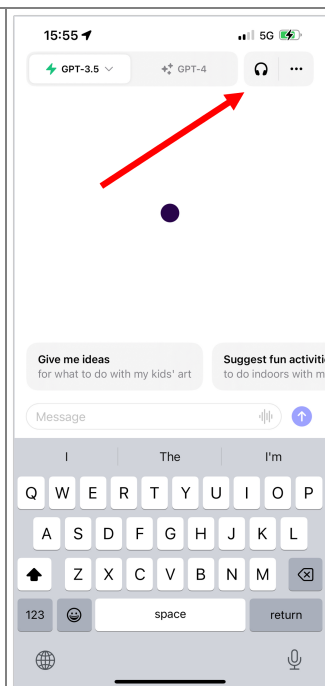 15:55 5G
GPT-3.5 GPT-4
Give me ideas
for what to do with my kids' art
Suggest fun activiti
to do indoors with m
Message
I The I'm
Q W E R T Y U I O P
A S D F G H J K L
Z X C V B N M
123 space return